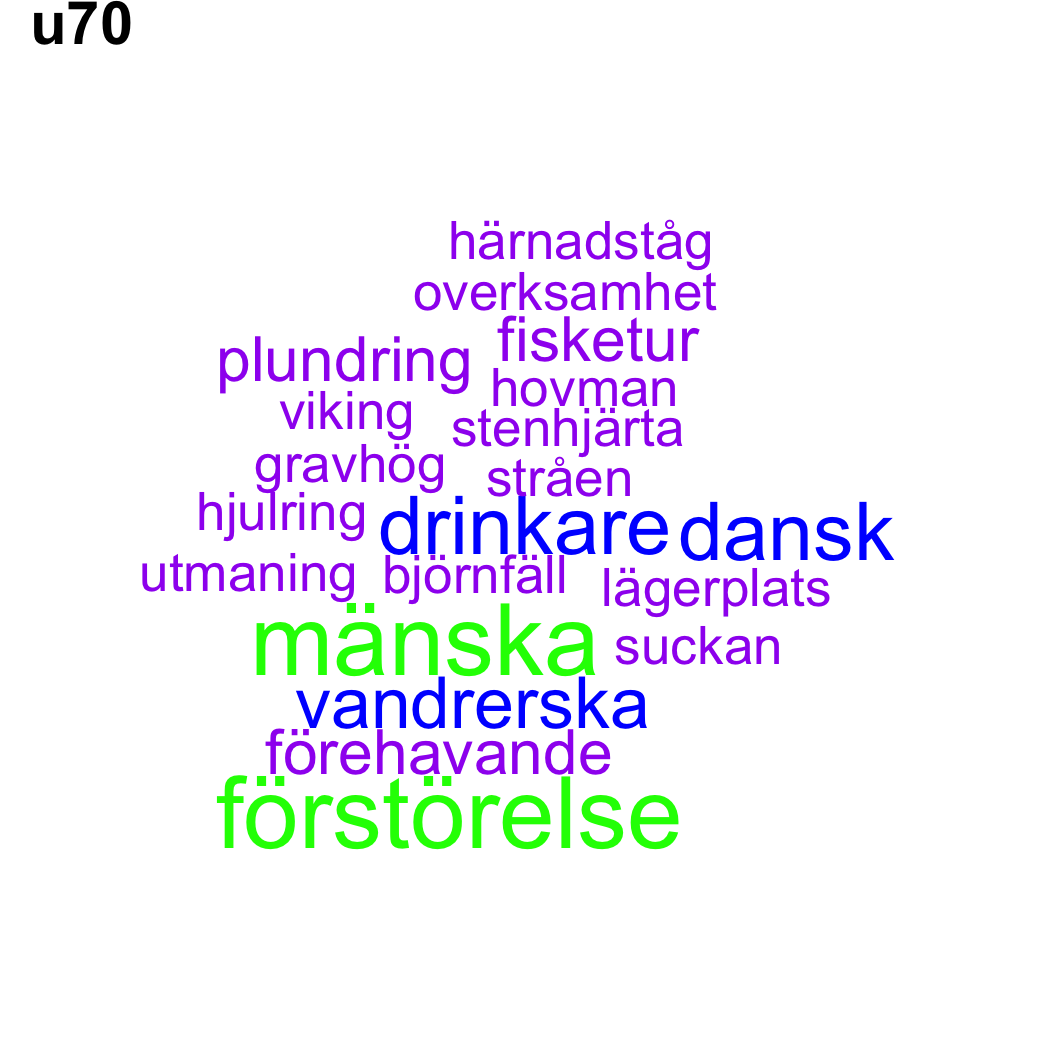 u70
härnadståg
overksamhet
fisketur
plundring
hovman
viking
stenhjärta
gravhög
stråen
hjulring
drinkare dansk
utmaning björnfäll lägerplats
mänska suckan
vandrerska
förehavande
förstörelse